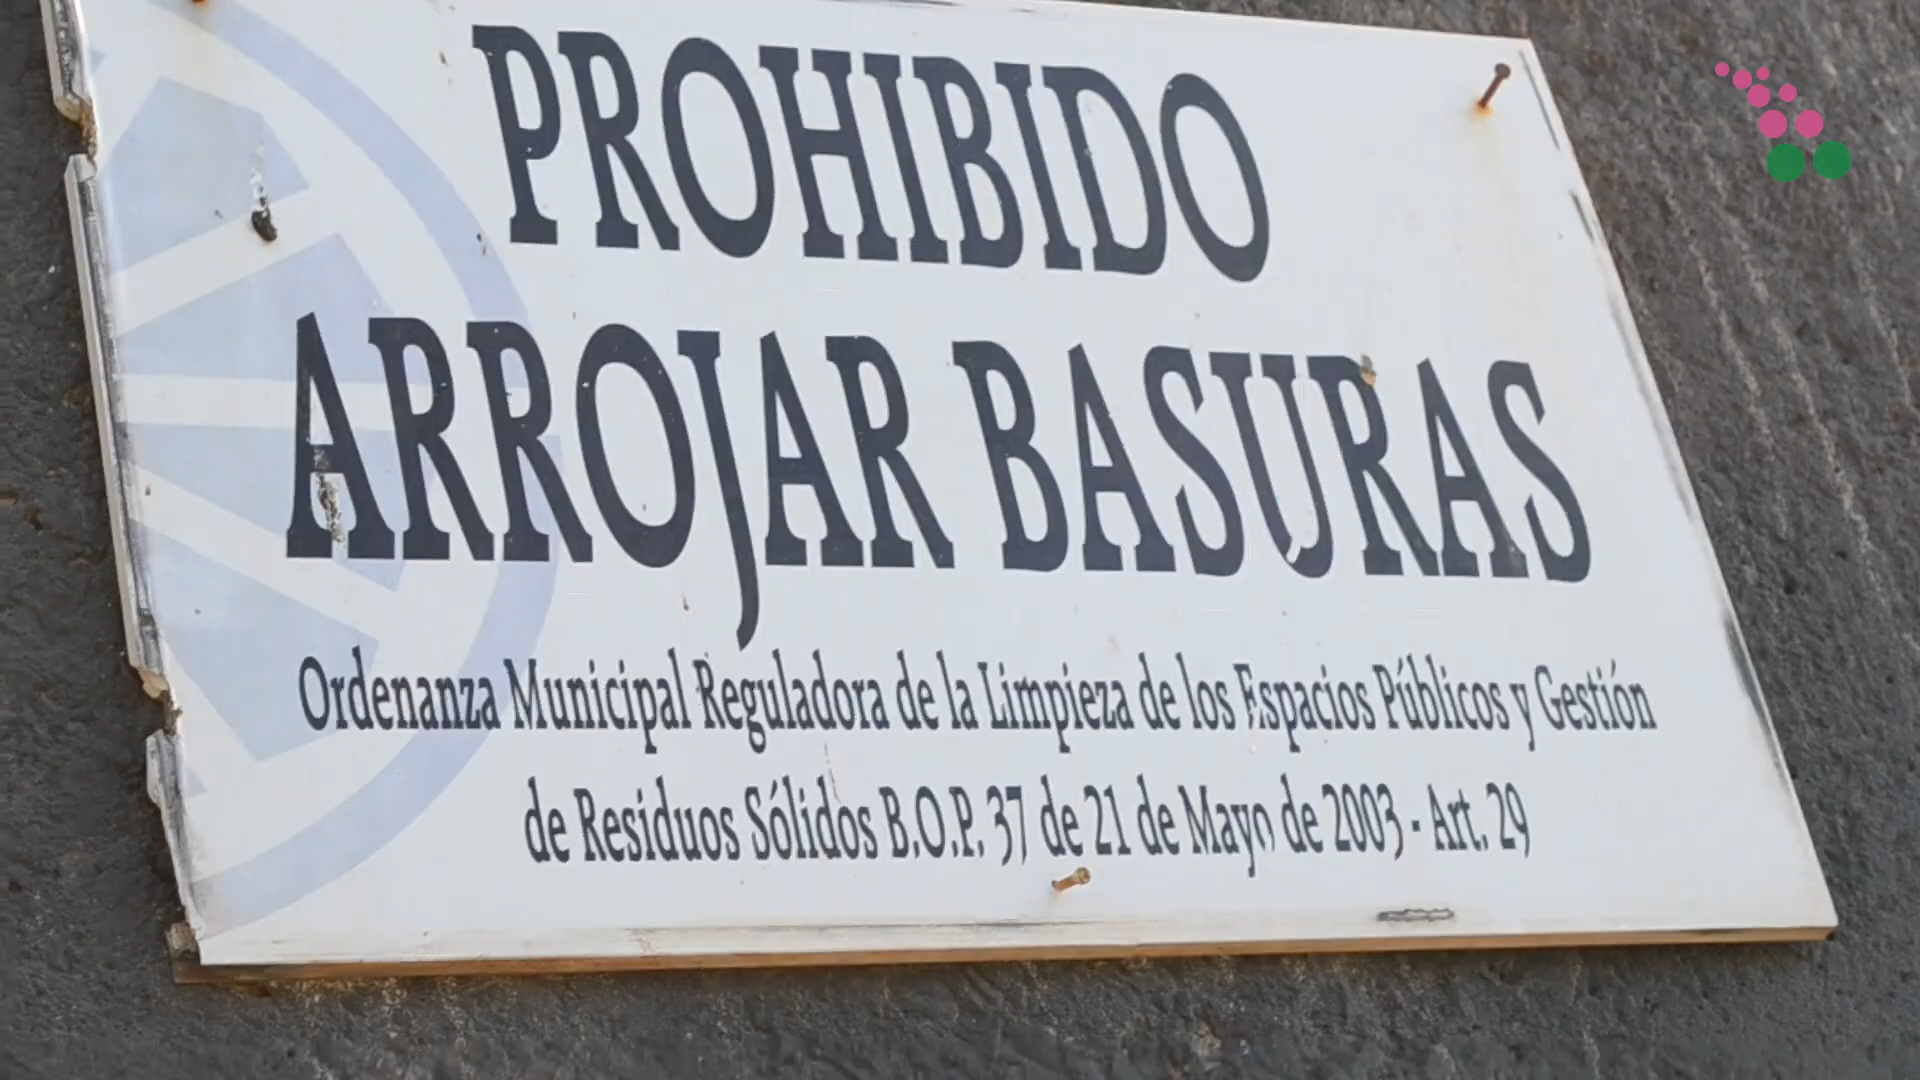 PROHIBIDO
ARROJAR BASURAS
Ordenanza Municipal Reguladora de la Limpieza de los Espacios Públicos y Gestión
de Residuos Sólidos B.O.P. 37 de 21 de Mayo de 2003 - Art. 29